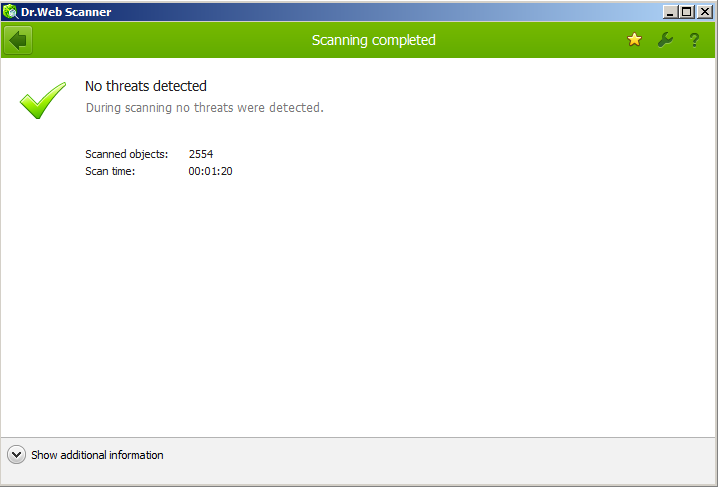 Dr.Web Scanner
Scanning completed
?
No threats detected
During scanning no threats were detected.
Scanned objects: 2554
Scan time: 00:01:20
Show additional information